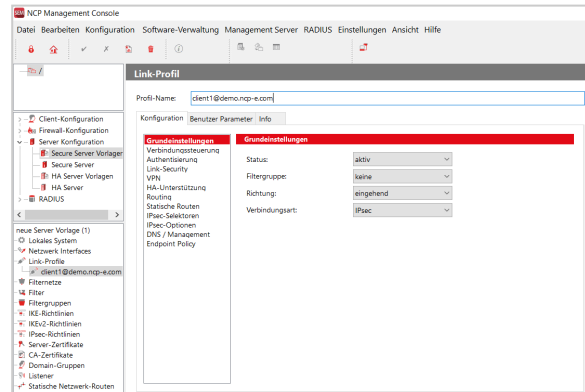 SEM NCP Management Console
Datei Bearbeiten Konfiguration Software-Verwaltung Management Server RADIUS Einstellungen Ansicht Hilfe
/
Link-Profil
Profil-Name: client1@demo.ncp-e.com
Konfiguration Benutzer Parameter Info
Client-Konfiguration
Firewall-Konfiguration
Server Konfiguration
Secure Server Vorlagen
Secure Server
HA Server Vorlagen
HA Server
RADIUS
Grundeinstellungen
Verbindungssteuerung
Authentisierung
Link-Security
VPN
HA-Unterstützung
Routing
Statische Routen
IPsec-Selektoren
IPsec-Optionen
DNS / Management
Endpoint Policy
Grundeinstellungen
Status: aktiv
Filtergruppe: keine
Richtung: eingehend
Verbindungsart: IPsec
neue Server Vorlage (1)
Lokales System
Netzwerk Interfaces
Link-Profile
client1@demo.ncp-e.com
Filternetze
Filter
Filtergruppen
IKE-Richtlinien
IKEv2-Richtlinien
IPsec-Richtlinien
Server-Zertifikate
CA-Zertifikate
Domain-Gruppen
Listener
Statische Netzwerk-Routen